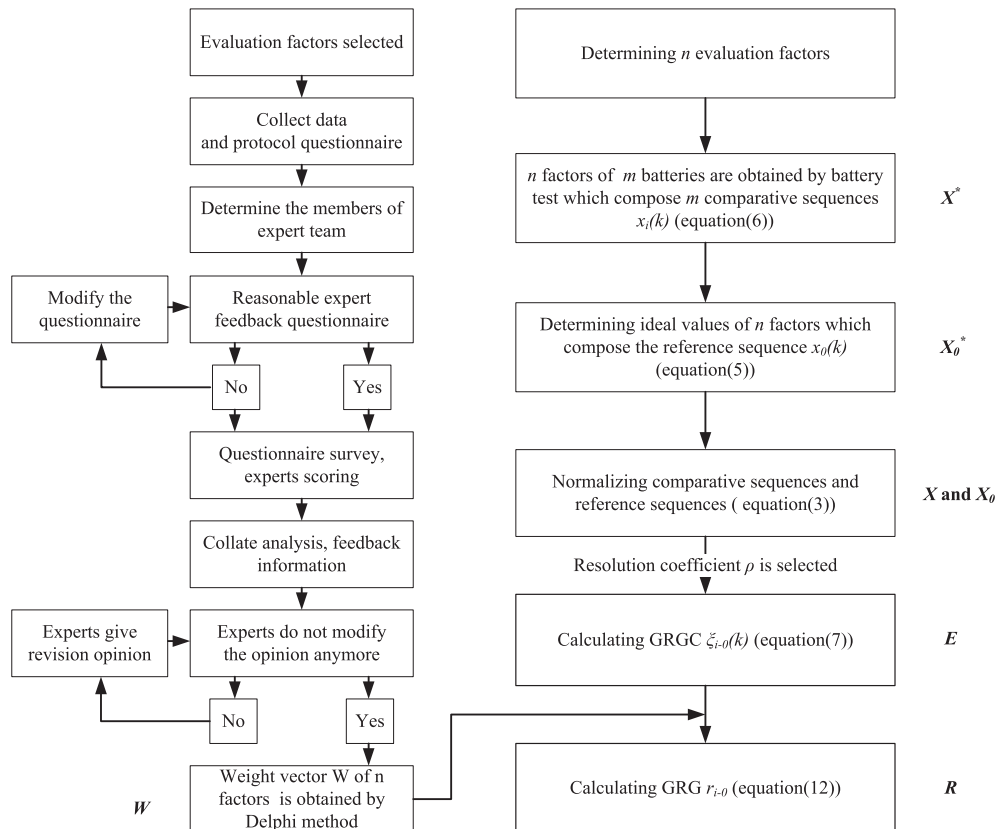 Evaluation factors selected
Collect data
and protocol questionnaire
Determine the members of
expert team
Modify the
questionnaire
Reasonable expert
feedback questionnaire
No
Yes
Questionnaire survey,
experts scoring
Collate analysis, feedback
information
Experts give
revision opinion
Experts do not modify
the opinion anymore
No
Yes
W
Weight vector W of n
factors is obtained by
Delphi method
Determining n evaluation factors
n factors of m batteries are obtained by battery
test which compose m comparative sequences
xi(k) (equation(6))
X*
Determining ideal values of n factors which
compose the reference sequence x0(k)
(equation(5))
X0*
Normalizing comparative sequences and
reference sequences ( equation(3))
X and X0
Resolution coefficient ρ is selected
Calculating GRGC ξi-0(k) (equation(7))
E
Calculating GRG ri-0 (equation(12))
R